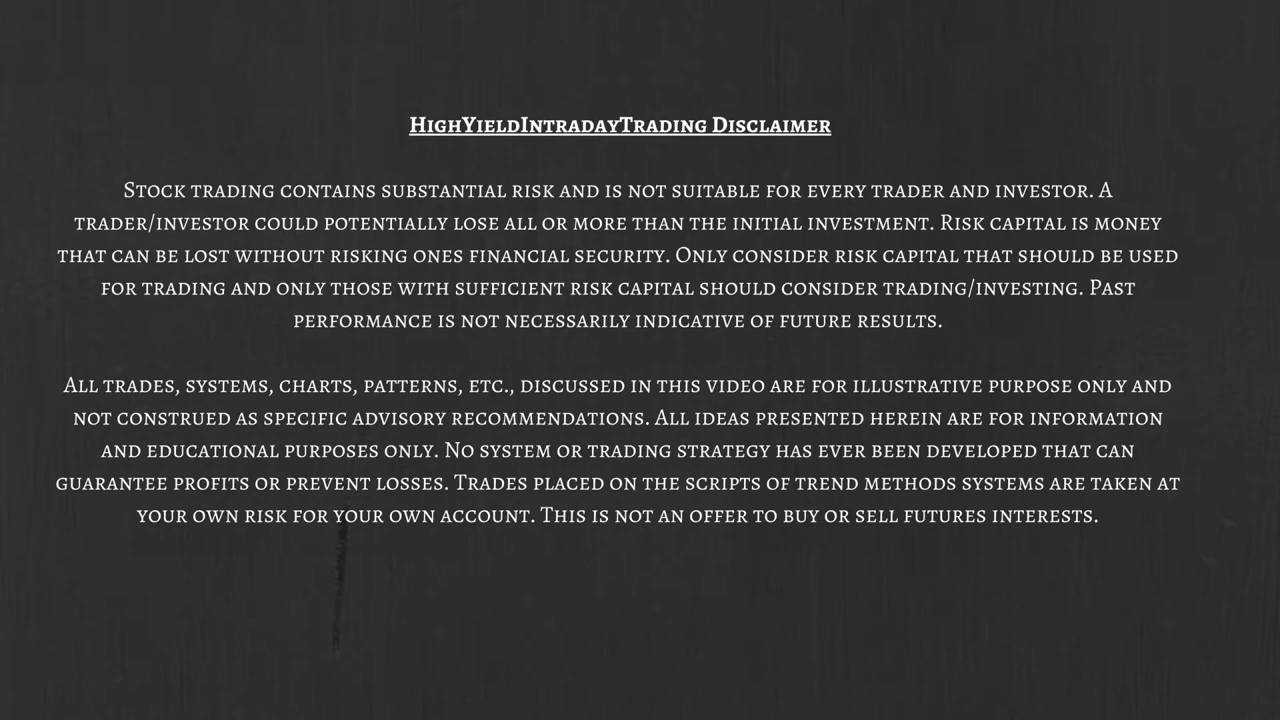 HighYieldIntradayTrading Disclaimer
Stock trading contains substantial risk and is not suitable for every trader and investor. A
trader/investor could potentially lose all or more than the initial investment. Risk capital is money
that can be lost without risking ones financial security. Only consider risk capital that should be used
for trading and only those with sufficient risk capital should consider trading/investing. Past
performance is not necessarily indicative of future results.
All trades, systems, charts, patterns, etc., discussed in this video are for illustrative purpose only and
not construed as specific advisory recommendations. All ideas presented herein are for information
and educational purposes only. No system or trading strategy has ever been developed that can
guarantee profits or prevent losses. Trades placed on the scripts of trend methods systems are taken at
your own risk for your own account. This is not an offer to buy or sell futures interests.